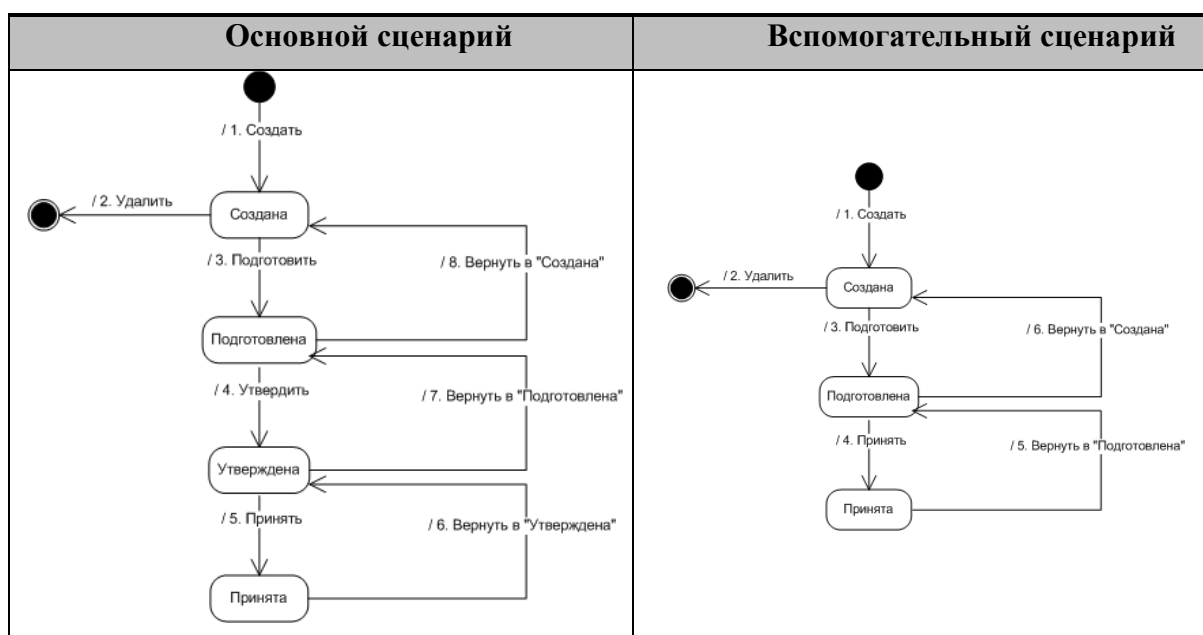 Основной сценарий
/ 1. Создать
/ 2. Удалить
Создана
/ 3. Подготовить
/ 8. Вернуть в "Создана"
Подготовлена
/ 4. Утвердить
/ 7. Вернуть в "Подготовлена"
Утверждена
/ 5. Принять
/ 6. Вернуть в "Утверждена"
Принята
Вспомогательный сценарий
/ 1. Создать
/ 2. Удалить
Создана
/ 3. Подготовить
/ 6. Вернуть в "Создана"
Подготовлена
/ 4. Принять
/ 5. Вернуть в "Подготовлена"
Принята